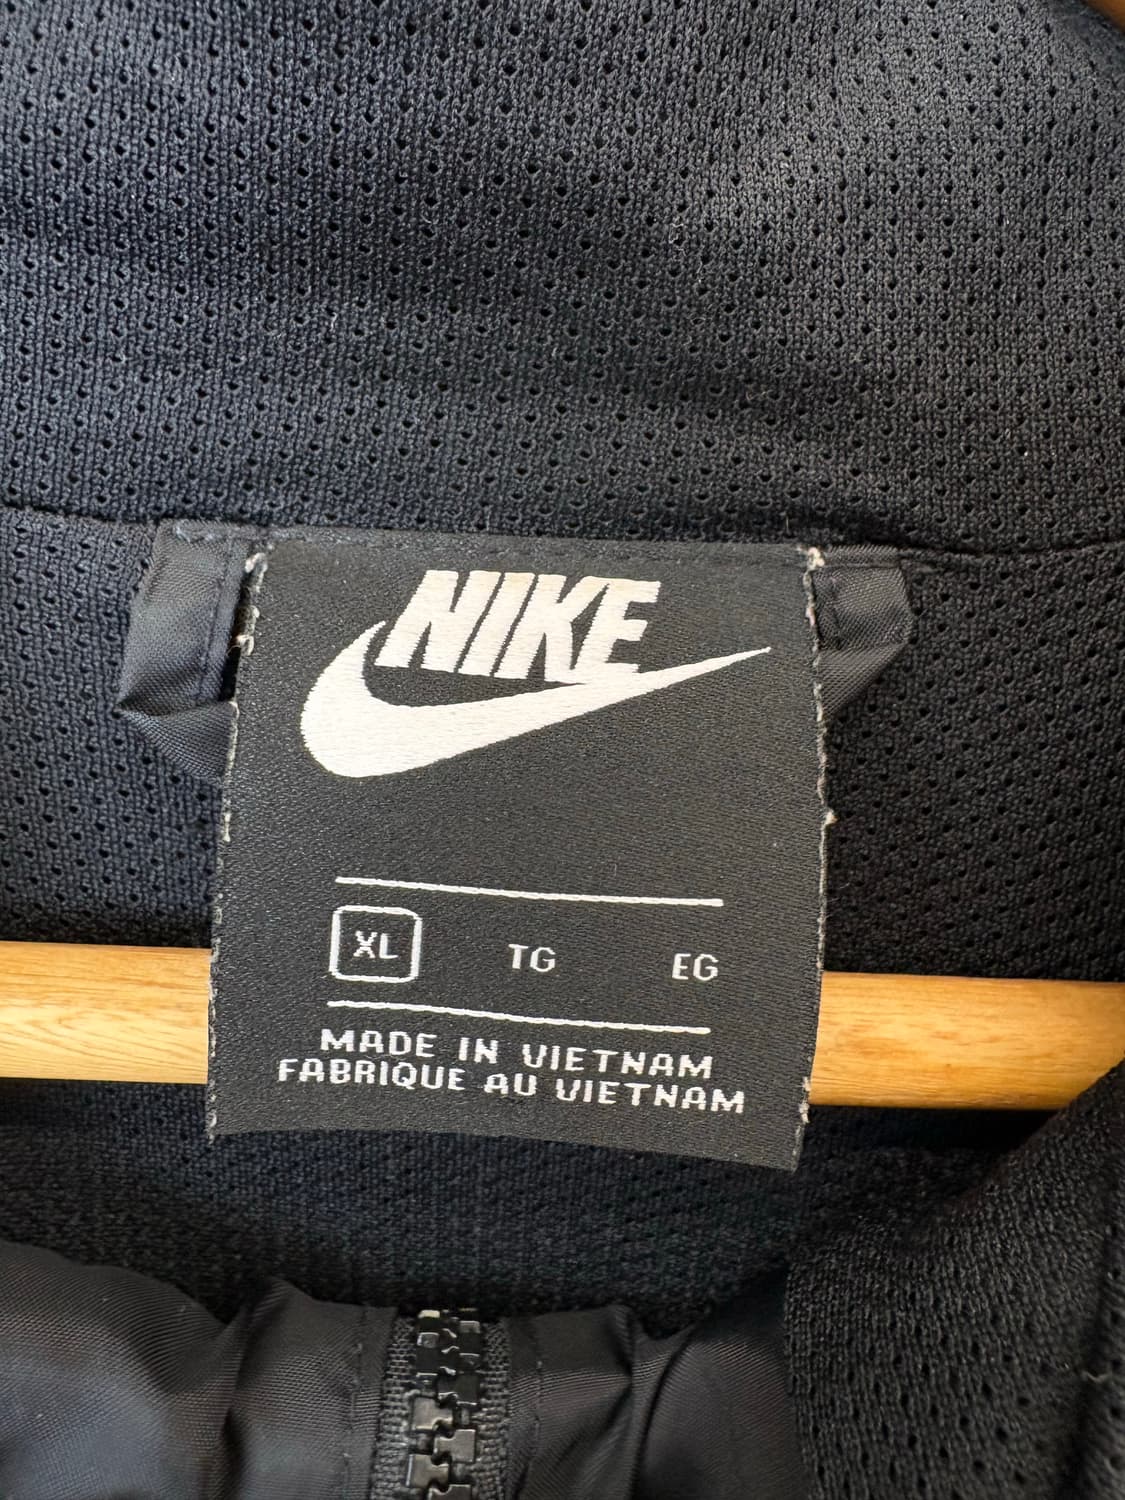 NIKE
XL TG EG
MADE IN VIETNAM
FABRIQUE AU VIETNAM